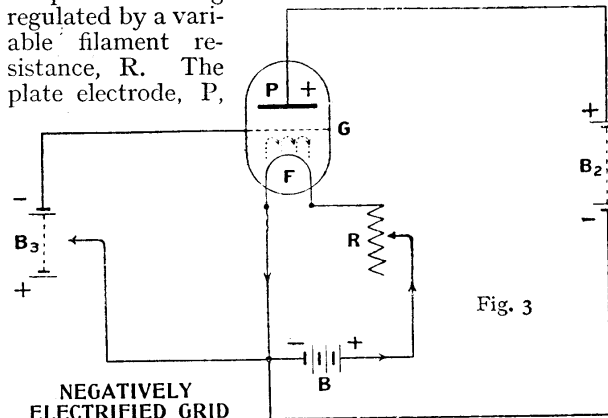 regulated by a vari-
able filament re-
sistance, R. The
plate electrode, P,
P +
G
F
+
B2
-
-
B3
+
R
Fig. 3
- +
B
NEGATIVELY
ELECTRIFIED GRID